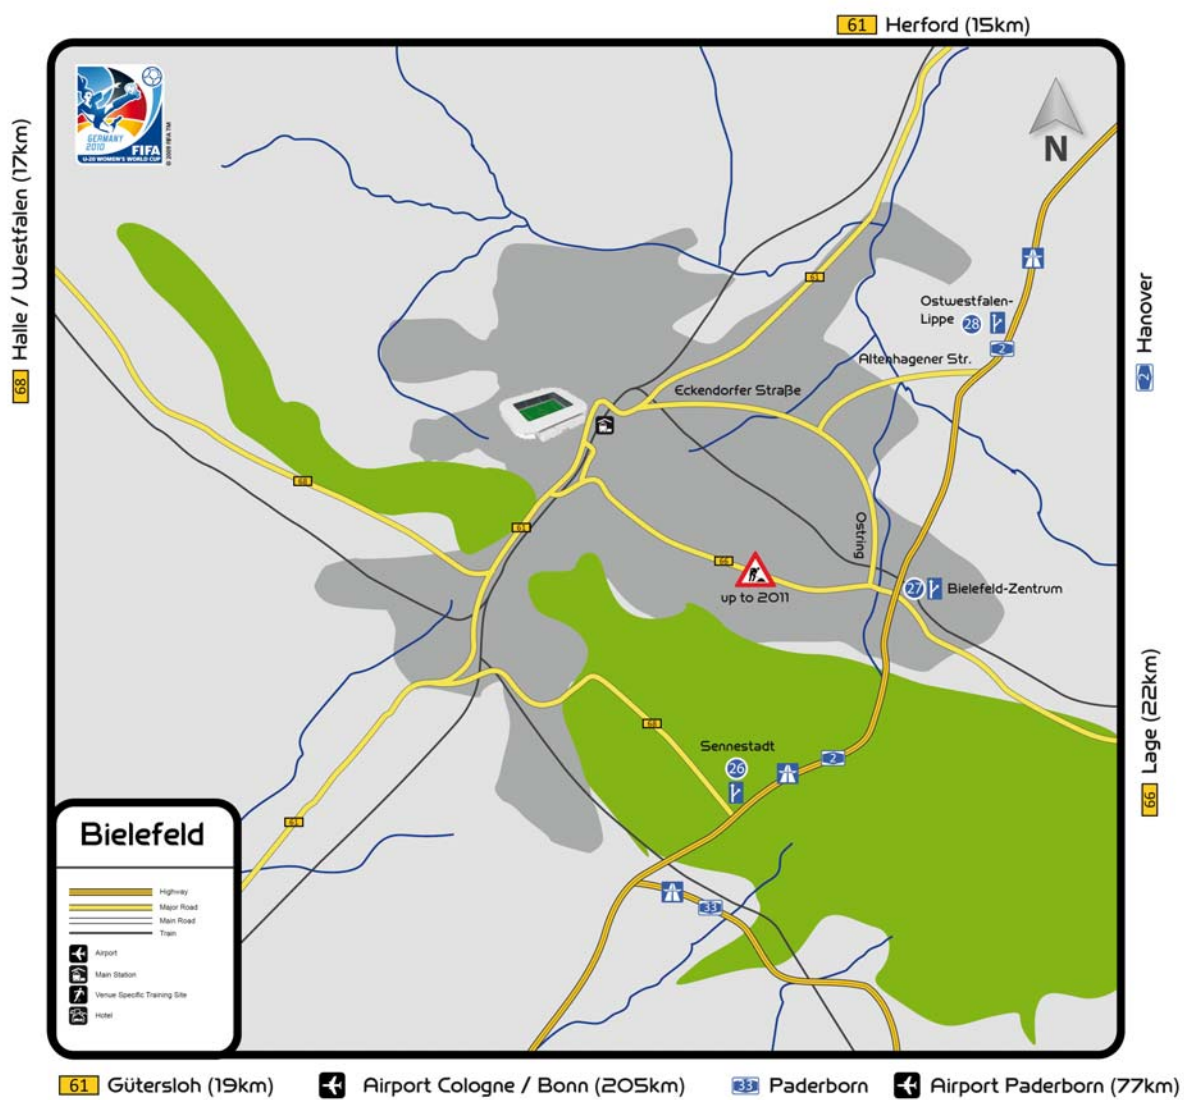 61 Herford (15km)
GERMANY
2010
FIFA
U-20 WOMEN'S WORLD CUP
© 2009 FIFA TM
N
68 Halle / Westfalen (17km)
2 Hanover
66 Lage (22km)
61
Ostwestfalen-
Lippe 28
2
Altenhagener Str.
Eckendorfer Straße
68
61
Ostring
66
up to 2011
27 Bielefeld-Zentrum
68
Sennestadt
26
2
61
33
Bielefeld
Highway
Major Road
Main Road
Train
Airport
Main Station
Venue Specific Training Site
Hotel
61 Gütersloh (19km)
Airport Cologne / Bonn (205km)
33 Paderborn
Airport Paderborn (77km)